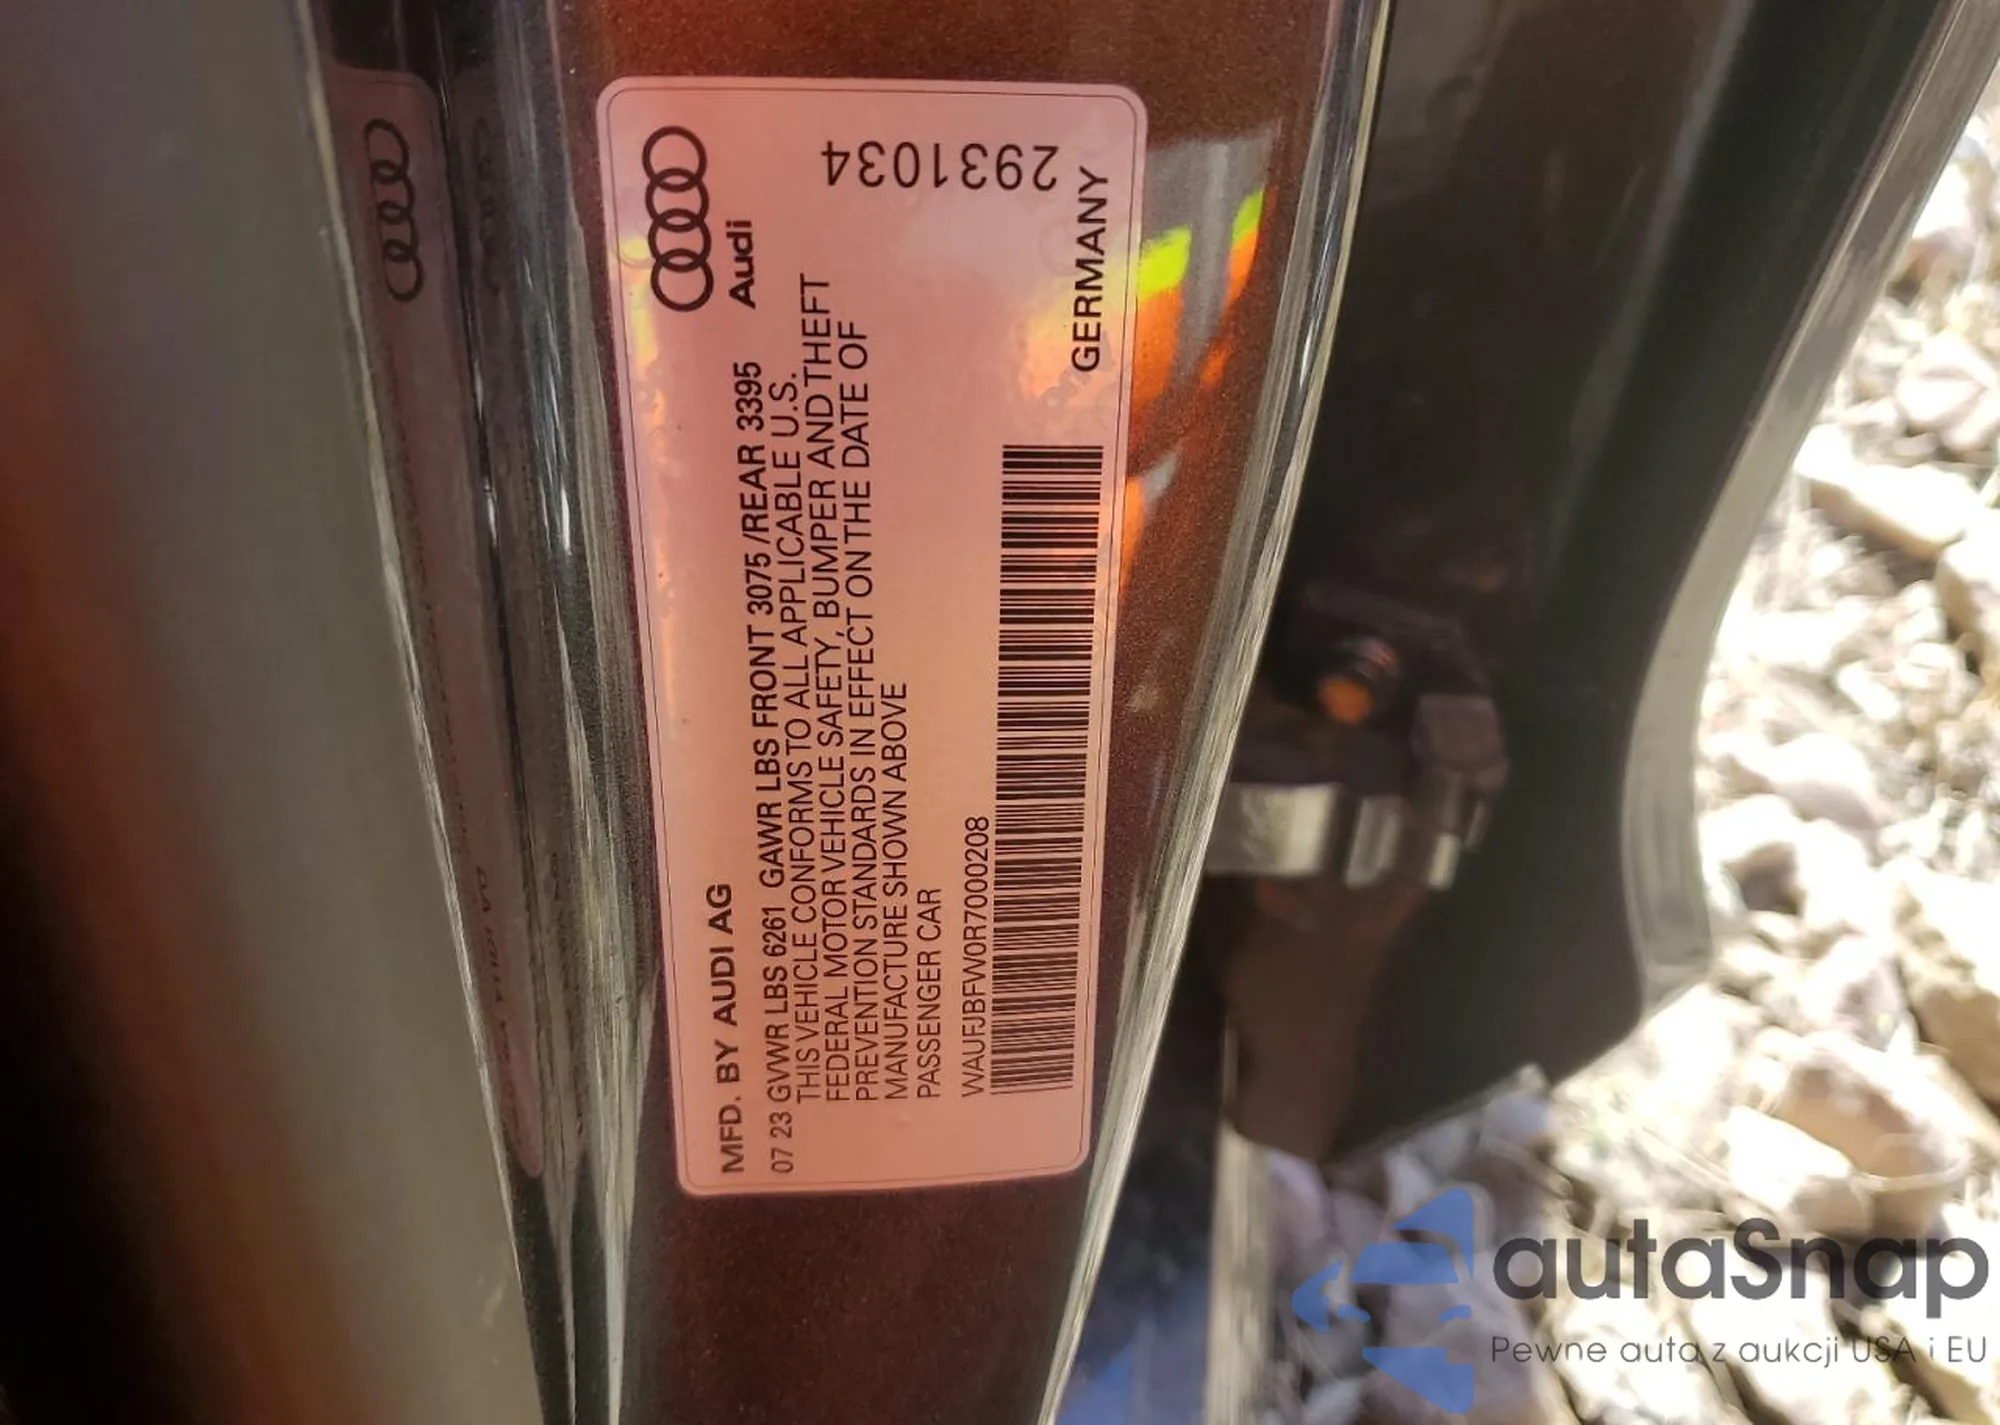 Audi
MFD. BY AUDI AG
07 23 GVWR LBS 6261 GAWR LBS FRONT 3075 /REAR 3395
THIS VEHICLE CONFORMS TO ALL APPLICABLE U.S.
FEDERAL MOTOR VEHICLE SAFETY, BUMPER AND THEFT
PREVENTION STANDARDS IN EFFECT ON THE DATE OF
MANUFACTURE SHOWN ABOVE
PASSENGER CAR
WAUFJBFW0R7000208
2931034
GERMANY
autaSnap
Pewne auta z aukcji USA i EU